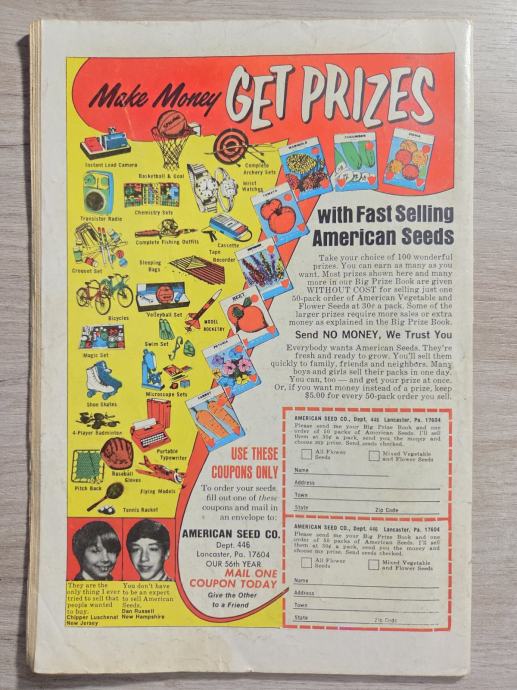 Make Money GET PRIZES
SPALDING
Instant Load Camera
Basketball & Goal
Complete
Archery Sets
Wrist
Watches
Transistor Radio
Chemistry Sets
Complete Fishing Outfits
Cassette
Tape
Recorder
Croquet Set
Sleeping
Bags
Bicycles
Volleyball Set
MODEL
ROCKETRY
Swim Set
Magic Set
Microscope Sets
Shoe Skates
4-Player Badminton
Portable
Typewriter
Baseball
Gloves
Pitch Back
Flying Models
Tennis Racket
MARIGOLD
CUCUMBER
ZINNIA
TOMATO
BEET
PETUNIA
CARROT
with Fast Selling
American Seeds
Take your choice of 100 wonderful
prizes. You can earn as many as you
want. Most prizes shown here and many
more in our Big Prize Book are given
WITHOUT COST for selling just one
50-pack order of American Vegetable and
Flower Seeds at 30¢ a pack. Some of the
larger prizes require more sales or extra
money as explained in the Big Prize Book.
Send NO MONEY, We Trust You
Everybody wants American Seeds. They're
fresh and ready to grow. You'll sell them
quickly to family, friends and neighbors. Many
boys and girls sell their packs in one day.
You can, too — and get your prize at once.
Or, if you want money instead of a prize, keep
$5.00 for every 50-pack order you sell.
USE THESE
COUPONS ONLY
To order your seeds
fill out one of these
coupons and mail in
an envelope to:
AMERICAN SEED CO.
Dept. 446
Lancaster, Pa. 17604
OUR 56th YEAR
MAIL ONE
COUPON TODAY
Give the Other
to a Friend
They are the
only thing I ever
tried to sell that
people wanted
to buy.
Chipper Luschenat
New Jersey
You don't have
to be an expert
to sell American
Seeds.
Dan Russell
New Hampshire
AMERICAN SEED CO., Dept. 446 Lancaster, Pa. 17604
Please send me your Big Prize Book and one
order of 50 packs of American Seeds. I'll sell
them at 30¢ a pack, send you the money and
choose my prize. Send seeds checked.
All Flower
Seeds
Mixed Vegetable
and Flower Seeds
Name
Address
Town
State Zip Code
AMERICAN SEED CO., Dept. 446 Lancaster, Pa. 17604
Please send me your Big Prize Book and one
order of 50 packs of American Seeds. I'll sell
them at 30¢ a pack, send you the money and
choose my prize. Send seeds checked.
All Flower
Seeds
Mixed Vegetable
and Flower Seeds
Name
Address
Town
State Zip Code